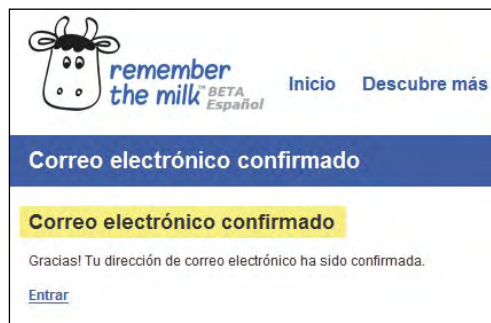 remember
the milk™ BETA
Español
Inicio Descubre más
Correo electrónico confirmado
Correo electrónico confirmado
Gracias! Tu dirección de correo electrónico ha sido confirmada.
Entrar